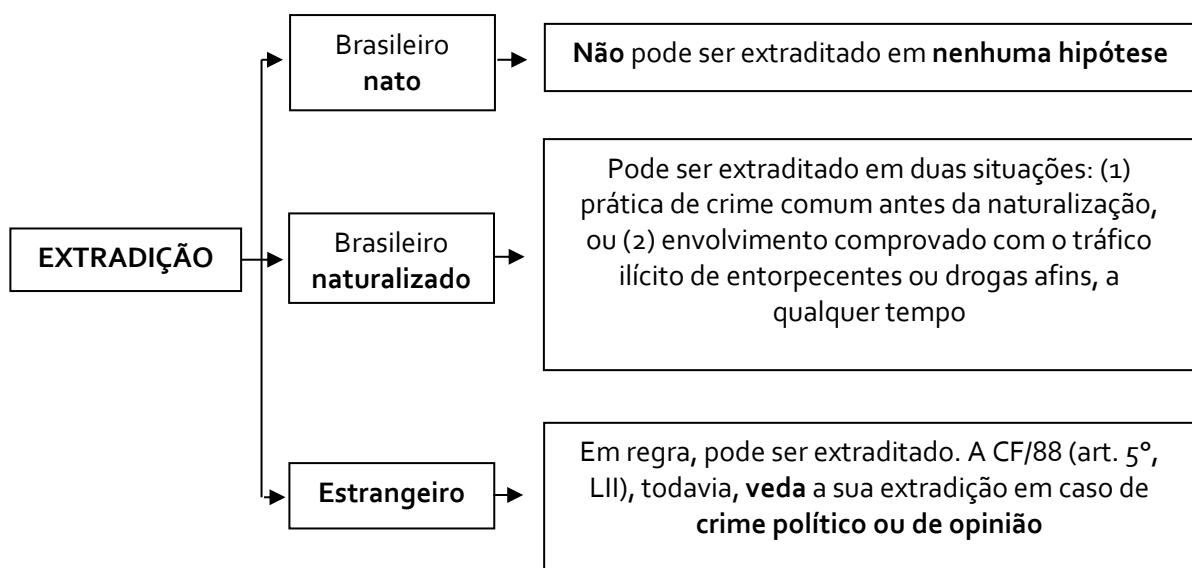 EXTRADIÇÃO
Brasileiro
nato
Não pode ser extraditado em nenhuma hipótese
Brasileiro
naturalizado
Pode ser extraditado em duas situações: (1)
prática de crime comum antes da naturalização,
ou (2) envolvimento comprovado com o tráfico
ilícito de entorpecentes ou drogas afins, a
qualquer tempo
Estrangeiro
Em regra, pode ser extraditado. A CF/88 (art. 5º,
LII), todavia, veda a sua extradição em caso de
crime político ou de opinião